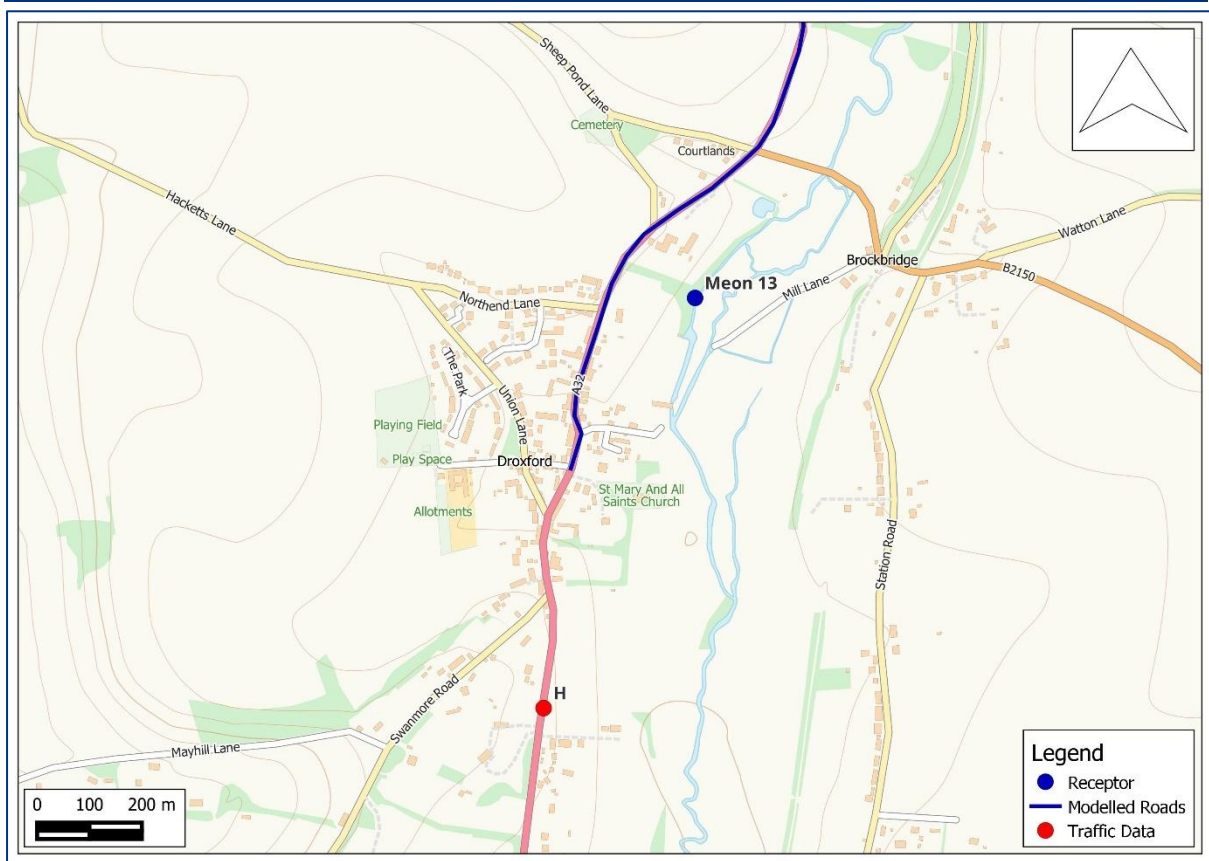 Sheep Pond Lane
Cemetery
Courtlands
Hacketts Lane
Watton Lane
Brockbridge
B2150
Meon 13
Mill Lane
Northend Lane
The Park
A32
Union Lane
Playing Field
Play Space
Droxford
St Mary And All
Saints Church
Allotments
Station Road
H
Swanmore Road
Mayhill Lane
Legend
Receptor
Modelled Roads
Traffic Data
0 100 200 m